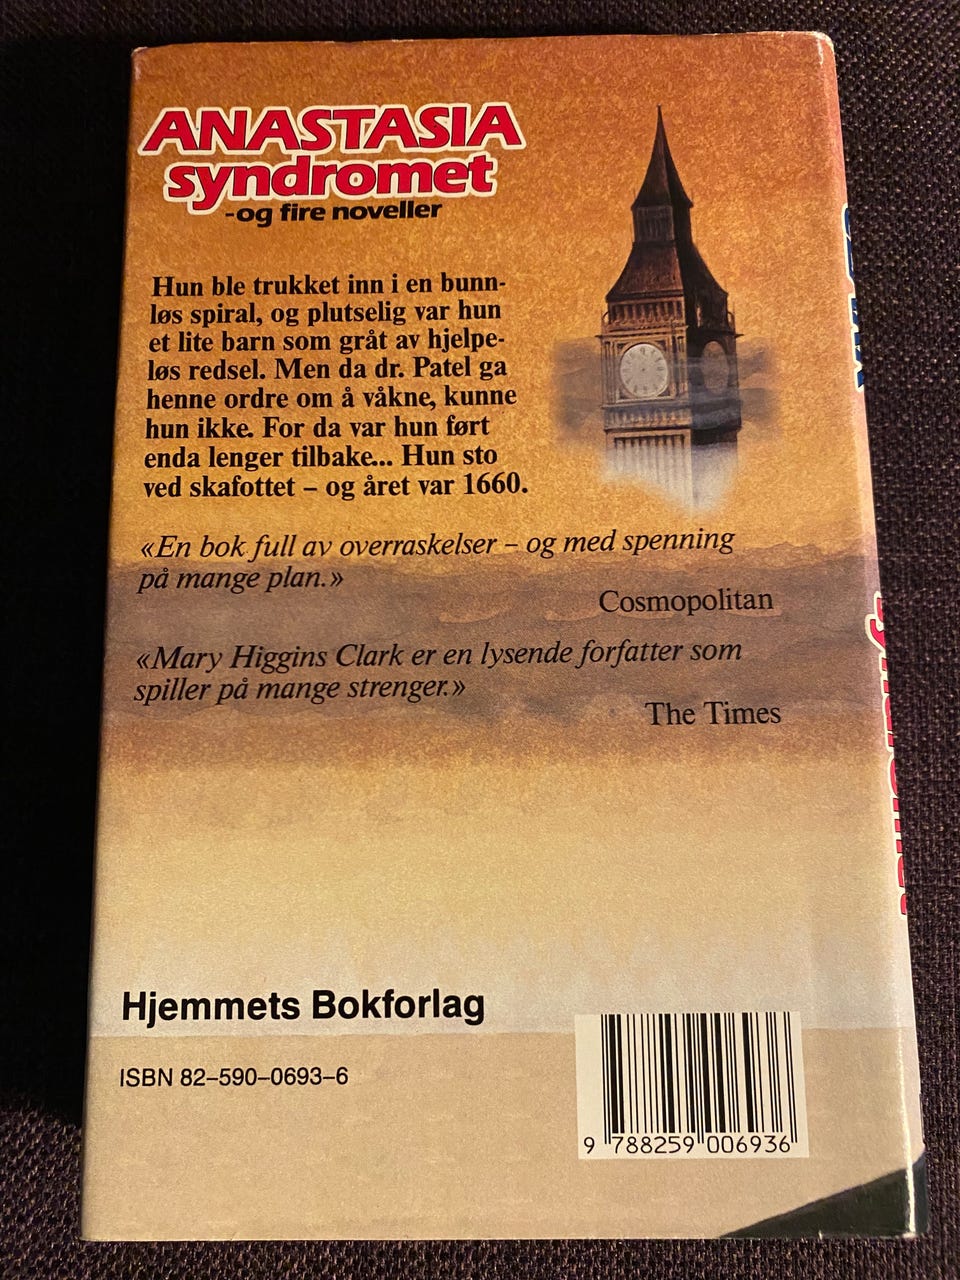 ANASTASIA
syndromet
-og fire noveller
Hun ble trukket inn i en bunn-
løs spiral, og plutselig var hun
et lite barn som gråt av hjelpe-
løs redsel. Men da dr. Patel ga
henne ordre om å våkne, kunne
hun ikke. For da var hun ført
enda lenger tilbake... Hun sto
ved skafottet – og året var 1660.
«En bok full av overraskelser – og med spenning
på mange plan.»
Cosmopolitan
«Mary Higgins Clark er en lysende forfatter som
spiller på mange strenger.»
The Times
Hjemmets Bokforlag
ISBN 82–590–0693–6
9 788259 006936